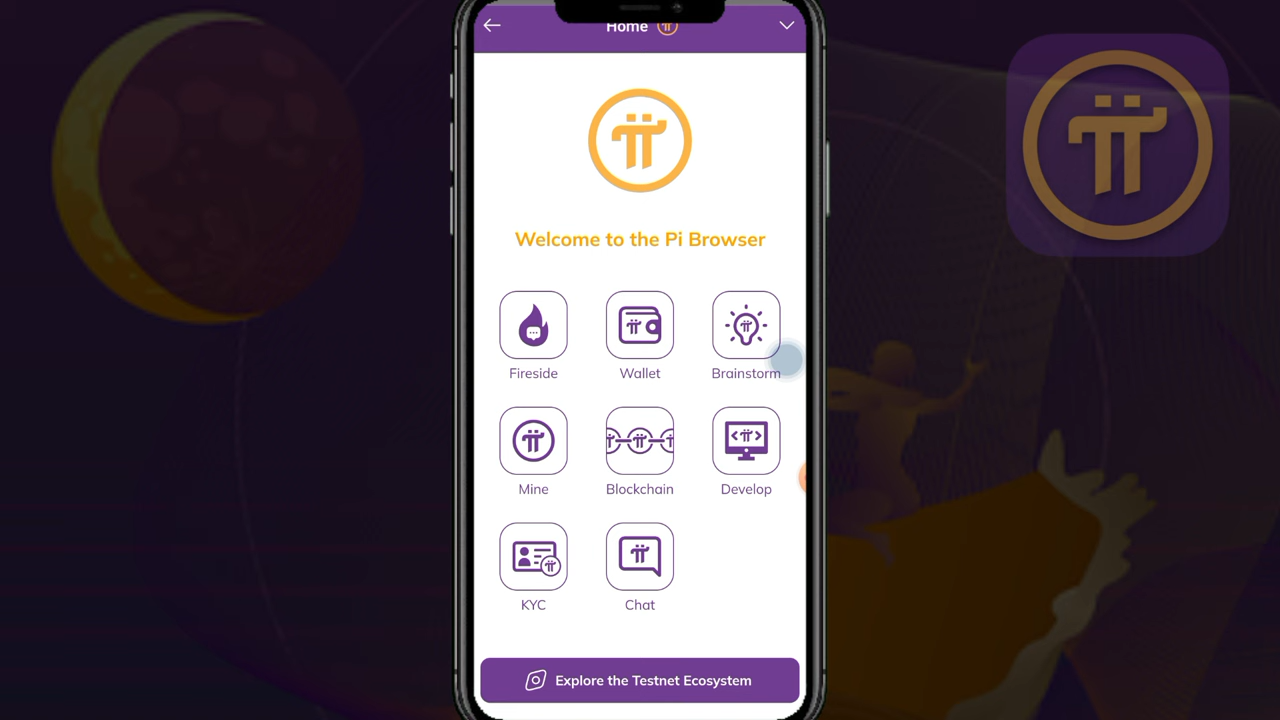 Home
Welcome to the Pi Browser
Fireside
Wallet
Brainstorm
Mine
Blockchain
Develop
KYC
Chat
Explore the Testnet Ecosystem